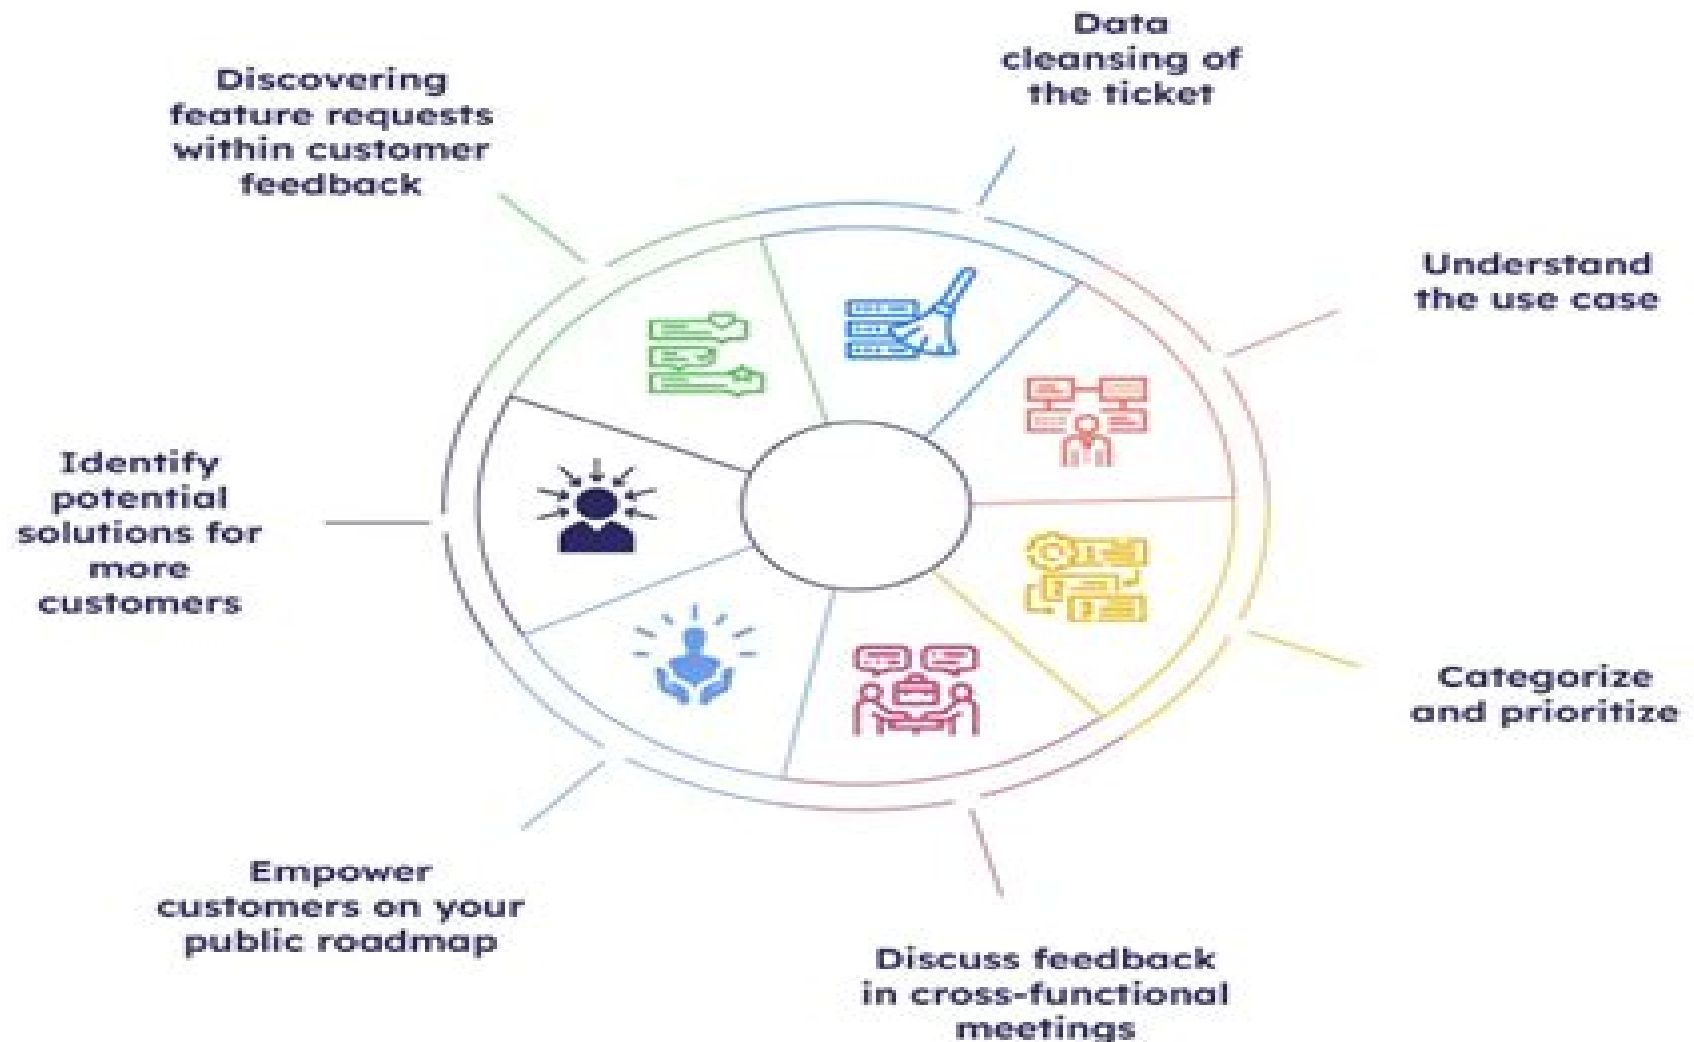 Data
cleansing of
the ticket
Discovering
feature requests
within customer
feedback
Understand
the use case
Identify
potential
solutions for
more
customers
Categorize
and prioritize
Empower
customers on your
public roadmap
Discuss feedback
in cross-functional
meetings